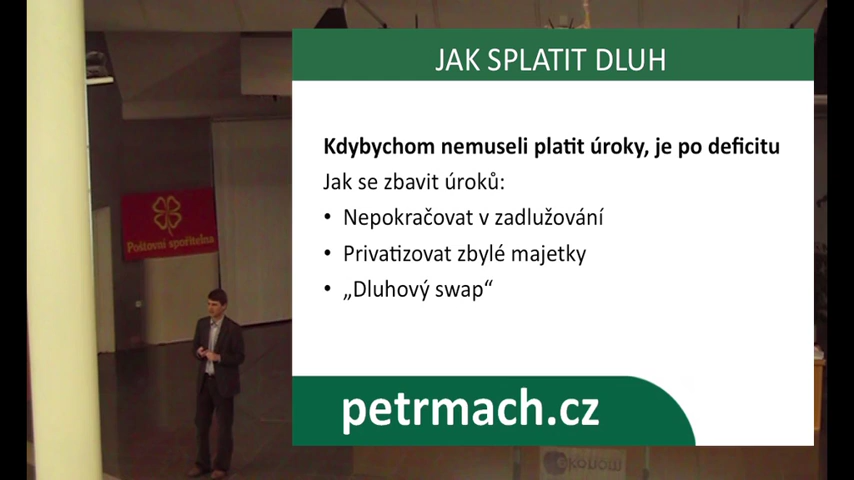 JAK SPLATIT DLUH
Kdybychom nemuseli platit úroky, je po deficitu
Jak se zbavit úroků:
• Nepokračovat v zadlužování
• Privatizovat zbylé majetky
• „Dluhový swap“
Poštovní spořitelna
petrmach.cz